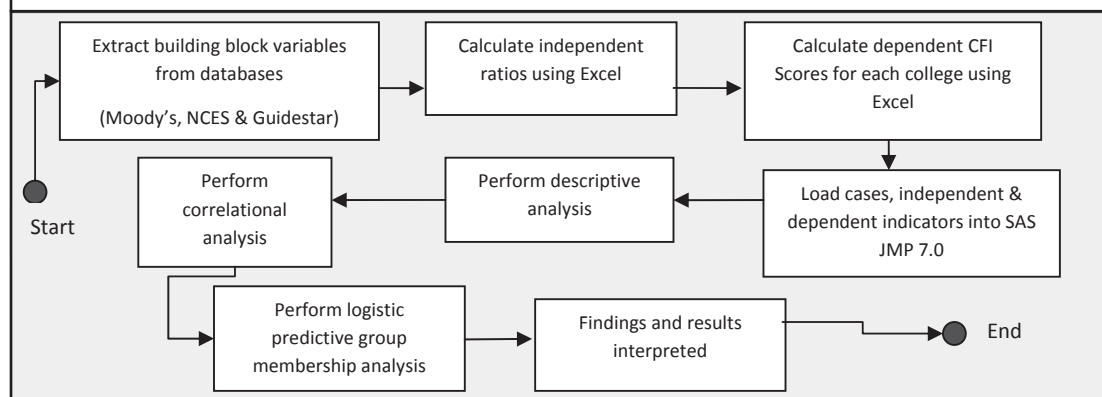 Extract building block variables
from databases
(Moody's, NCES & Guidestar)
Calculate independent
ratios using Excel
Calculate dependent CFI
Scores for each college using
Excel
Start
Perform
correlational
analysis
Perform descriptive
analysis
Load cases, independent &
dependent indicators into SAS
JMP 7.0
Perform logistic
predictive group
membership analysis
Findings and results
interpreted
End